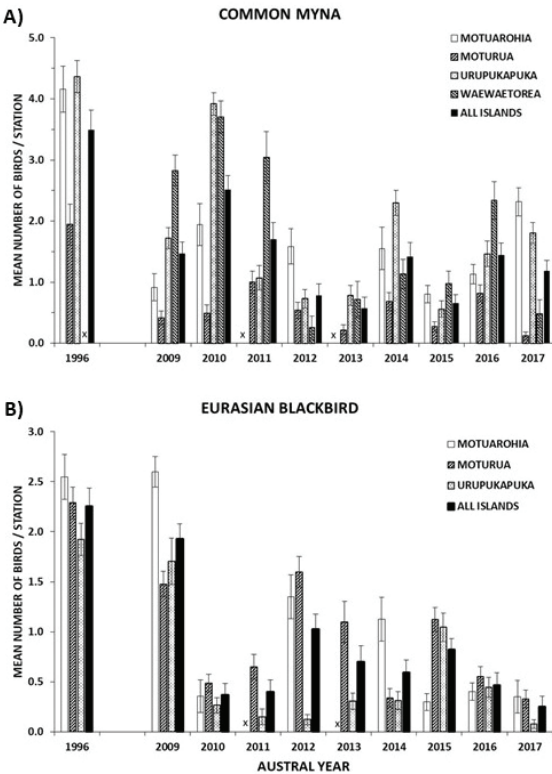 A)
COMMON MYNA
MEAN NUMBER OF BIRDS / STATION
5.0
4.0
3.0
2.0
1.0
0.0
MOTUAROHIA
MOTURUA
URUPUKAPUKA
WAEWAETOREA
ALL ISLANDS
x x x
1996 2009 2010 2011 2012 2013 2014 2015 2016 2017
B)
EURASIAN BLACKBIRD
MEAN NUMBER OF BIRDS / STATION
3.0
2.5
2.0
1.5
1.0
0.5
0.0
MOTUAROHIA
MOTURUA
URUPUKAPUKA
ALL ISLANDS
x x
1996 2009 2010 2011 2012 2013 2014 2015 2016 2017
AUSTRAL YEAR